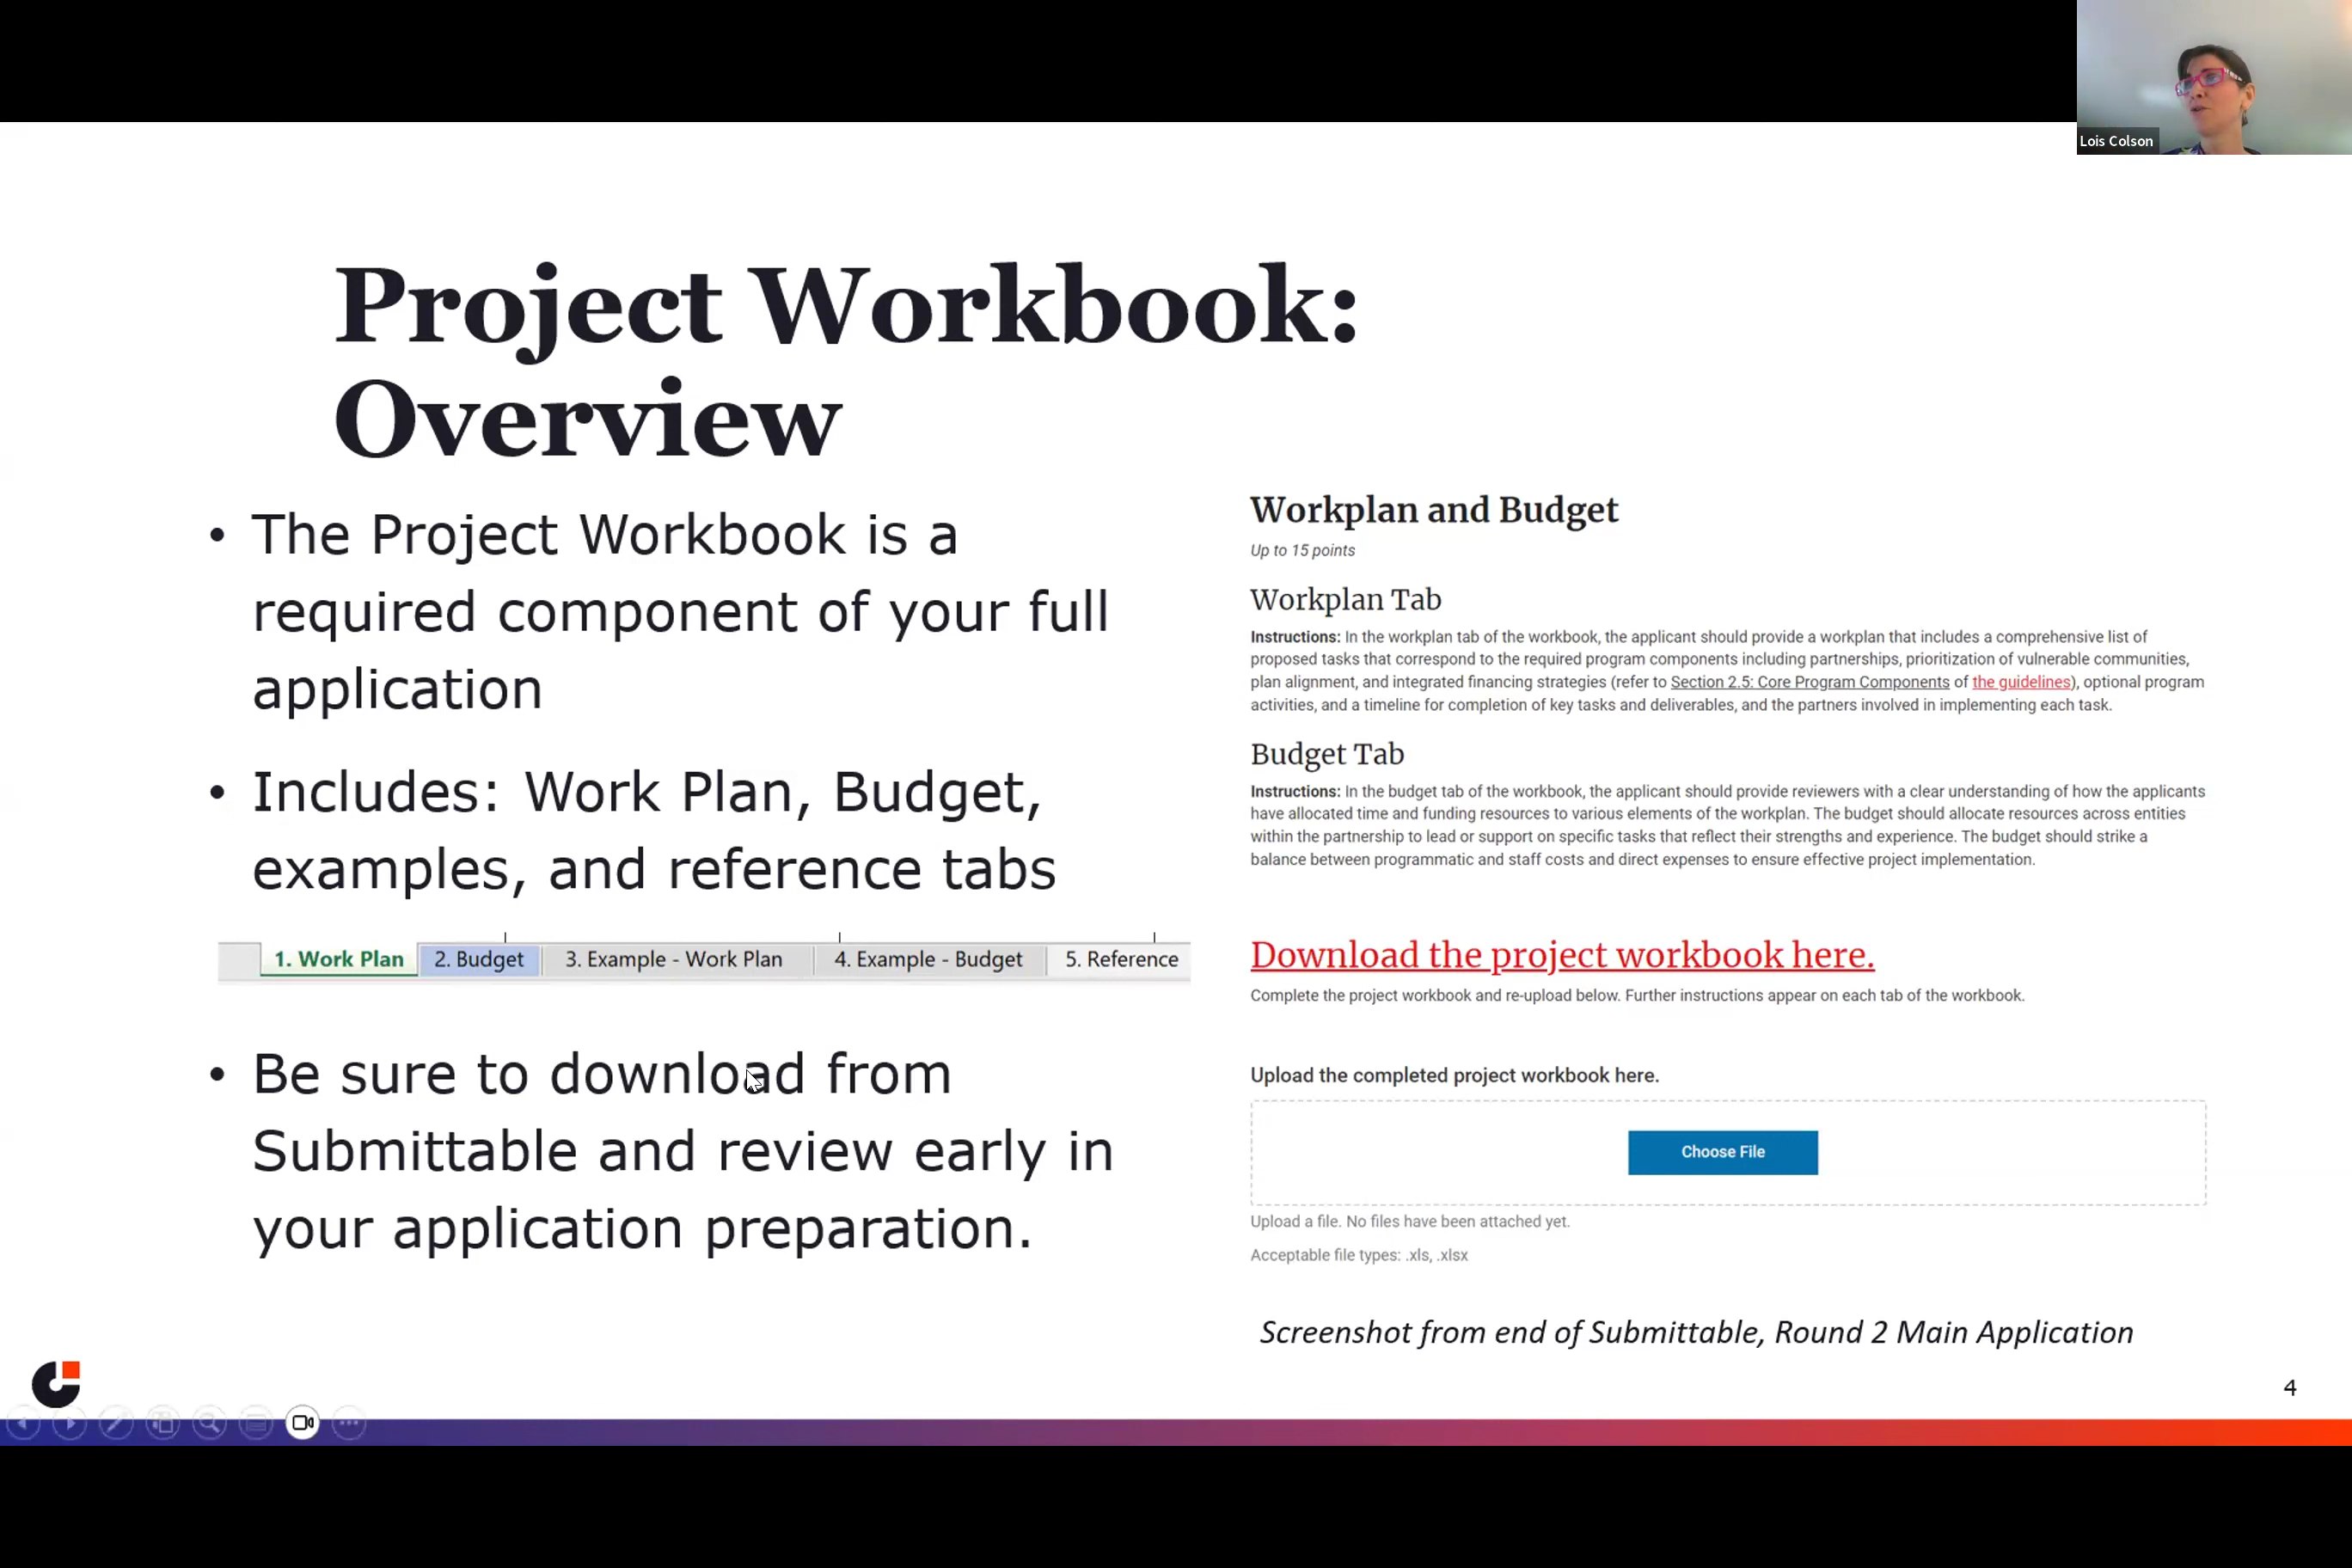 Lois Colson
Project Workbook:
Overview
• The Project Workbook is a
required component of your full
application
• Includes: Work Plan, Budget,
examples, and reference tabs
1. Work Plan 2. Budget 3. Example - Work Plan 4. Example - Budget 5. Reference
• Be sure to download from
Submittable and review early in
your application preparation.
Workplan and Budget
Up to 15 points
Workplan Tab
Instructions: In the workplan tab of the workbook, the applicant should provide a workplan that includes a comprehensive list of
proposed tasks that correspond to the required program components including partnerships, prioritization of vulnerable communities,
plan alignment, and integrated financing strategies (refer to Section 2.5: Core Program Components of the guidelines), optional program
activities, and a timeline for completion of key tasks and deliverables, and the partners involved in implementing each task.
Budget Tab
Instructions: In the budget tab of the workbook, the applicant should provide reviewers with a clear understanding of how the applicants
have allocated time and funding resources to various elements of the workplan. The budget should allocate resources across entities
within the partnership to lead or support on specific tasks that reflect their strengths and experience. The budget should strike a
balance between programmatic and staff costs and direct expenses to ensure effective project implementation.
Download the project workbook here.
Complete the project workbook and re-upload below. Further instructions appear on each tab of the workbook.
Upload the completed project workbook here.
Choose File
Upload a file. No files have been attached yet.
Acceptable file types: .xls, .xlsx
Screenshot from end of Submittable, Round 2 Main Application
4